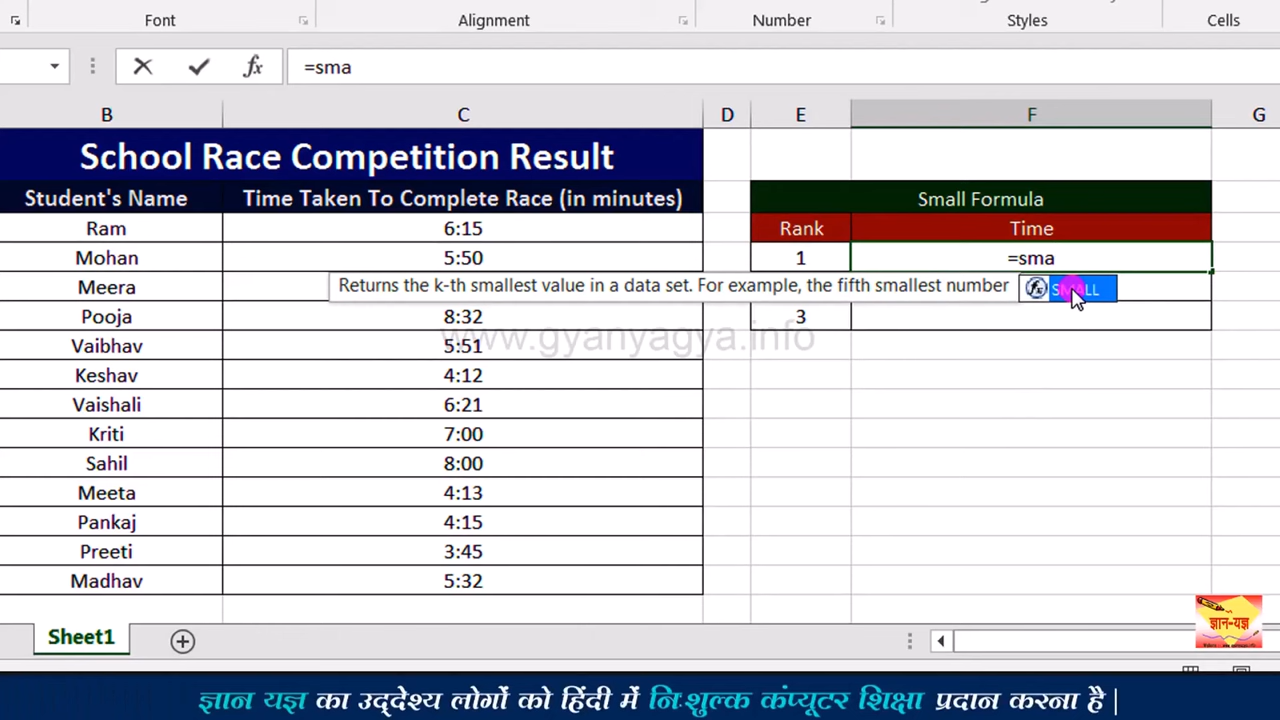 Font Alignment Number Styles Cells
=sma
B C D E F G
School Race Competition Result
Student's Name Time Taken To Complete Race (in minutes) Small Formula
Ram 6:15 Rank Time
Mohan 5:50 1 =sma
Meera Returns the k-th smallest value in a data set. For example, the fifth smallest number SMALL
Pooja 8:32 3
www.gyanyagya.info
Vaibhav 5:51
Keshav 4:12
Vaishali 6:21
Kriti 7:00
Sahil 8:00
Meeta 4:13
Pankaj 4:15
Preeti 3:45
Madhav 5:32
ज्ञान-यज्ञ
Sheet1
ज्ञान यज्ञ का उद्देश्य लोगों को हिंदी में निःशुल्क कंप्यूटर शिक्षा प्रदान करना है |